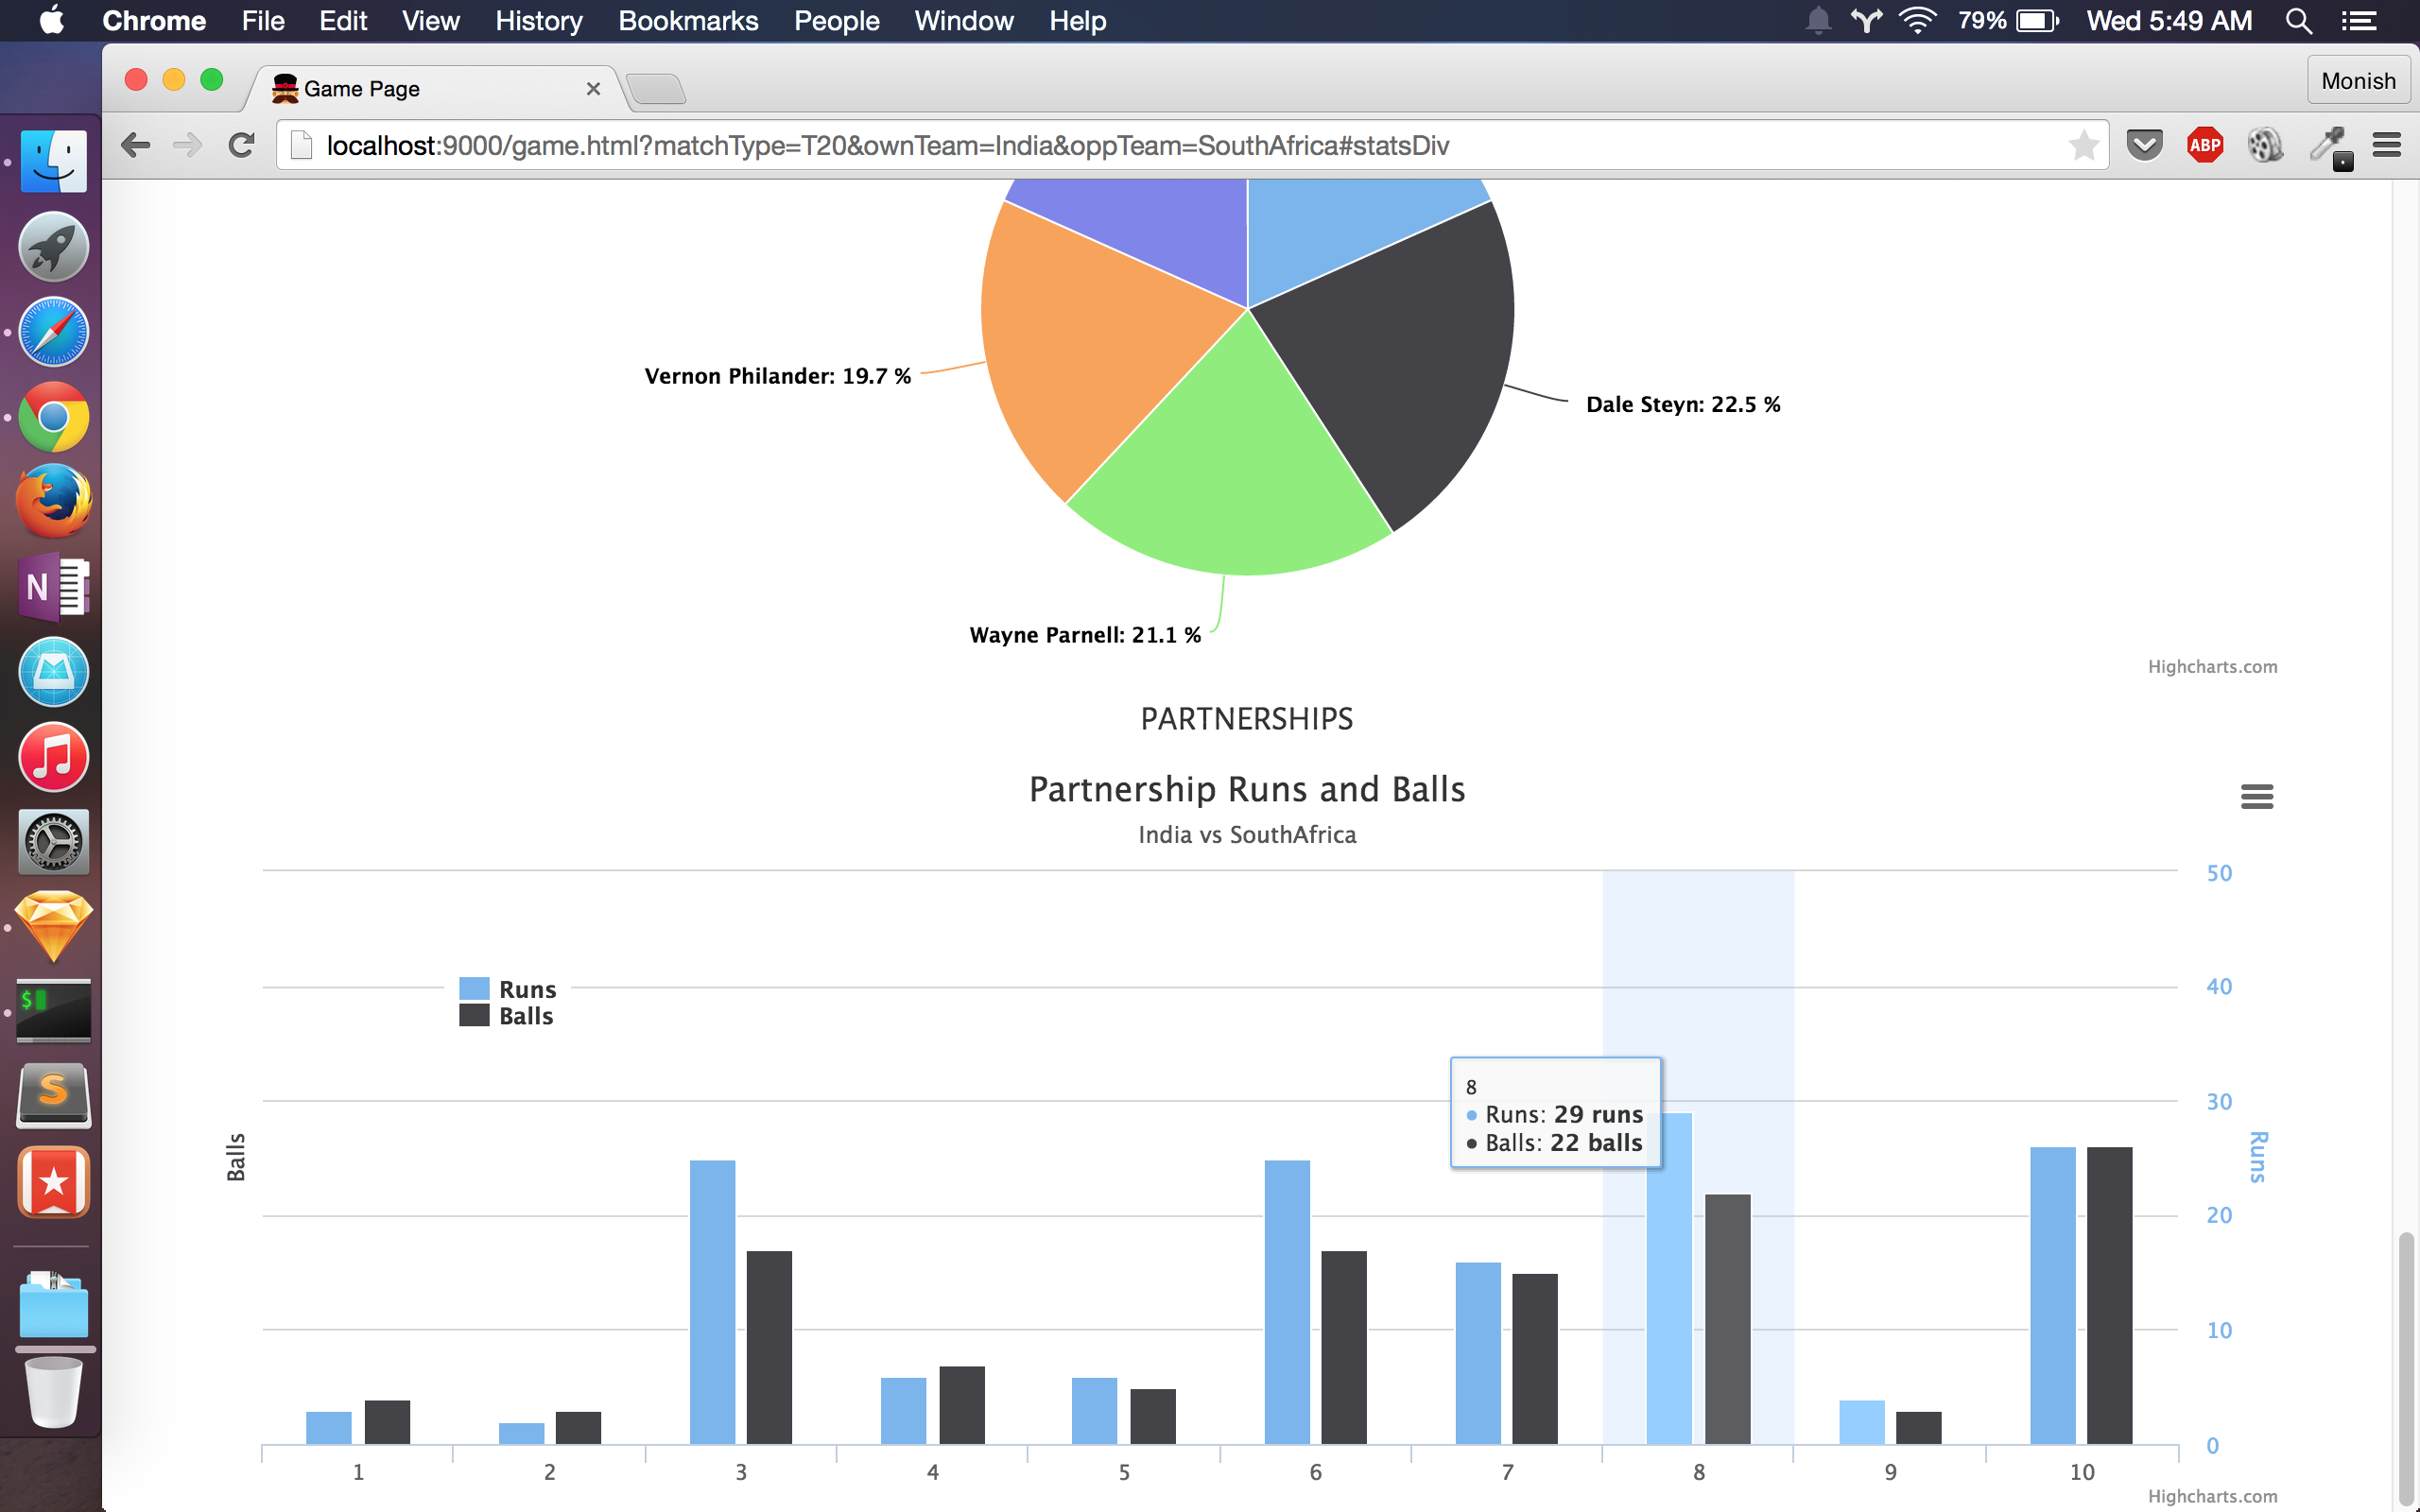 Chrome File Edit View History Bookmarks People Window Help 79% Wed 5:49 AM
Game Page
Monish
localhost:9000/game.html?matchType=T20&ownTeam=India&oppTeam=SouthAfrica#statsDiv
ABP
Vernon Philander: 19.7 %
Dale Steyn: 22.5 %
Wayne Parnell: 21.1 %
Highcharts.com
PARTNERSHIPS
Partnership Runs and Balls
India vs SouthAfrica
50
Runs
Balls
40
8
Runs: 29 runs
Balls: 22 balls
30
Balls
Runs
20
10
0
1 2 3 4 5 6 7 8 9 10
Highcharts.com
N
$
S